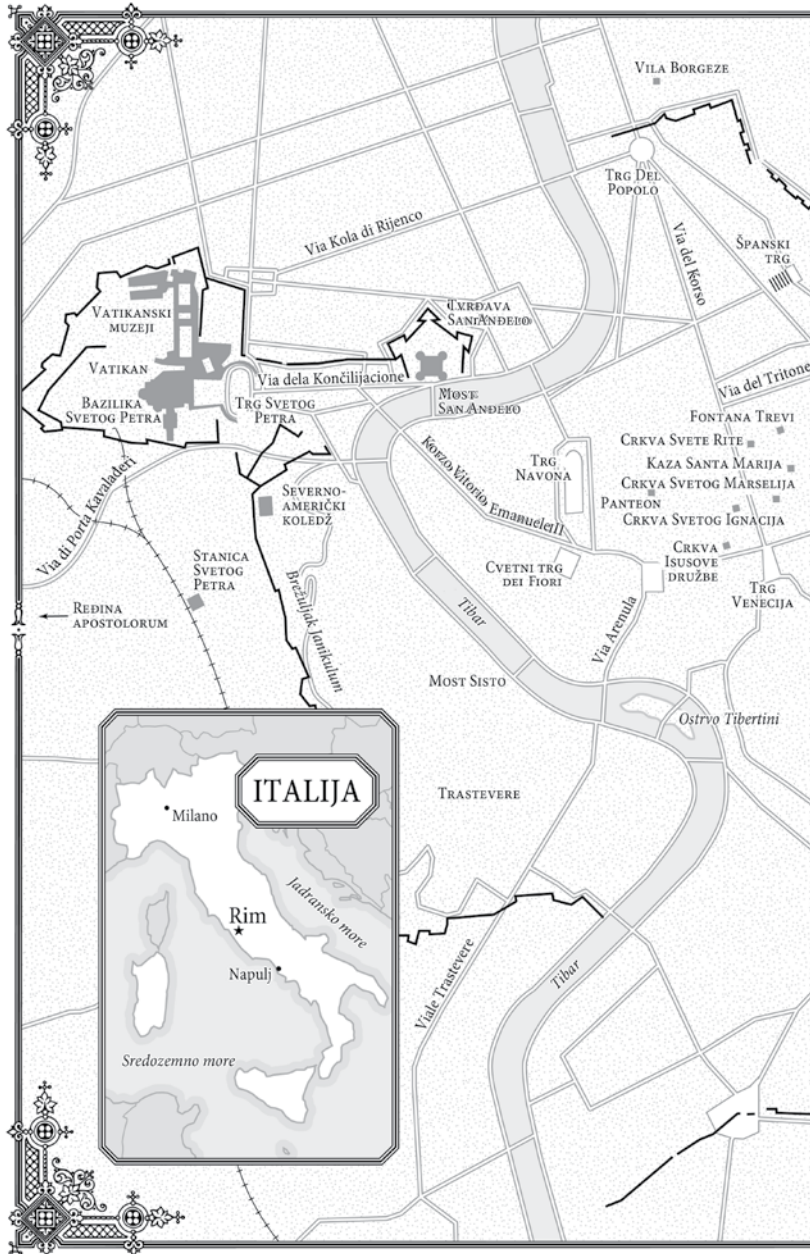 VILA BORGEZE
TRG DEL
POPOLO
Via Kola di Rijenco
Via del Korso
ŠPANSKI
TRG
VATIKANSKI
MUZEJI
TVRĐAVA
SAN ANĐELO
VATIKAN
Via dela Končilijacione
BAZILIKA
SVETOG PETRA
TRG SVETOG
PETRA
MOST
SAN ANĐELO
Via del Tritone
FONTANA TREVI
CRKVA SVETE RITE
KAZA SANTA MARIJA
CRKVA SVETOG MARSELIJA
PANTEON
CRKVA SVETOG IGNACIJA
TRG
NAVONA
Korzo Vitorio Emanuele II
Via di Porta Kavalađeri
SEVERNO-
AMERIČKI
KOLEDŽ
CRKVA
ISUSOVE
DRUŽBE
CVETNI TRG
DEI FIORI
STANICA
SVETOG
PETRA
TRG
VENECIJA
REĐINA
APOSTOLORUM
Brežuljak Janikulum
Tibar
Via Arenula
MOST SISTO
Ostrvo Tibertini
TRASTEVERE
ITALIJA
Milano
Jadransko more
Rim
Napulj
Sredozemno more
Viale Trastevere
Tibar